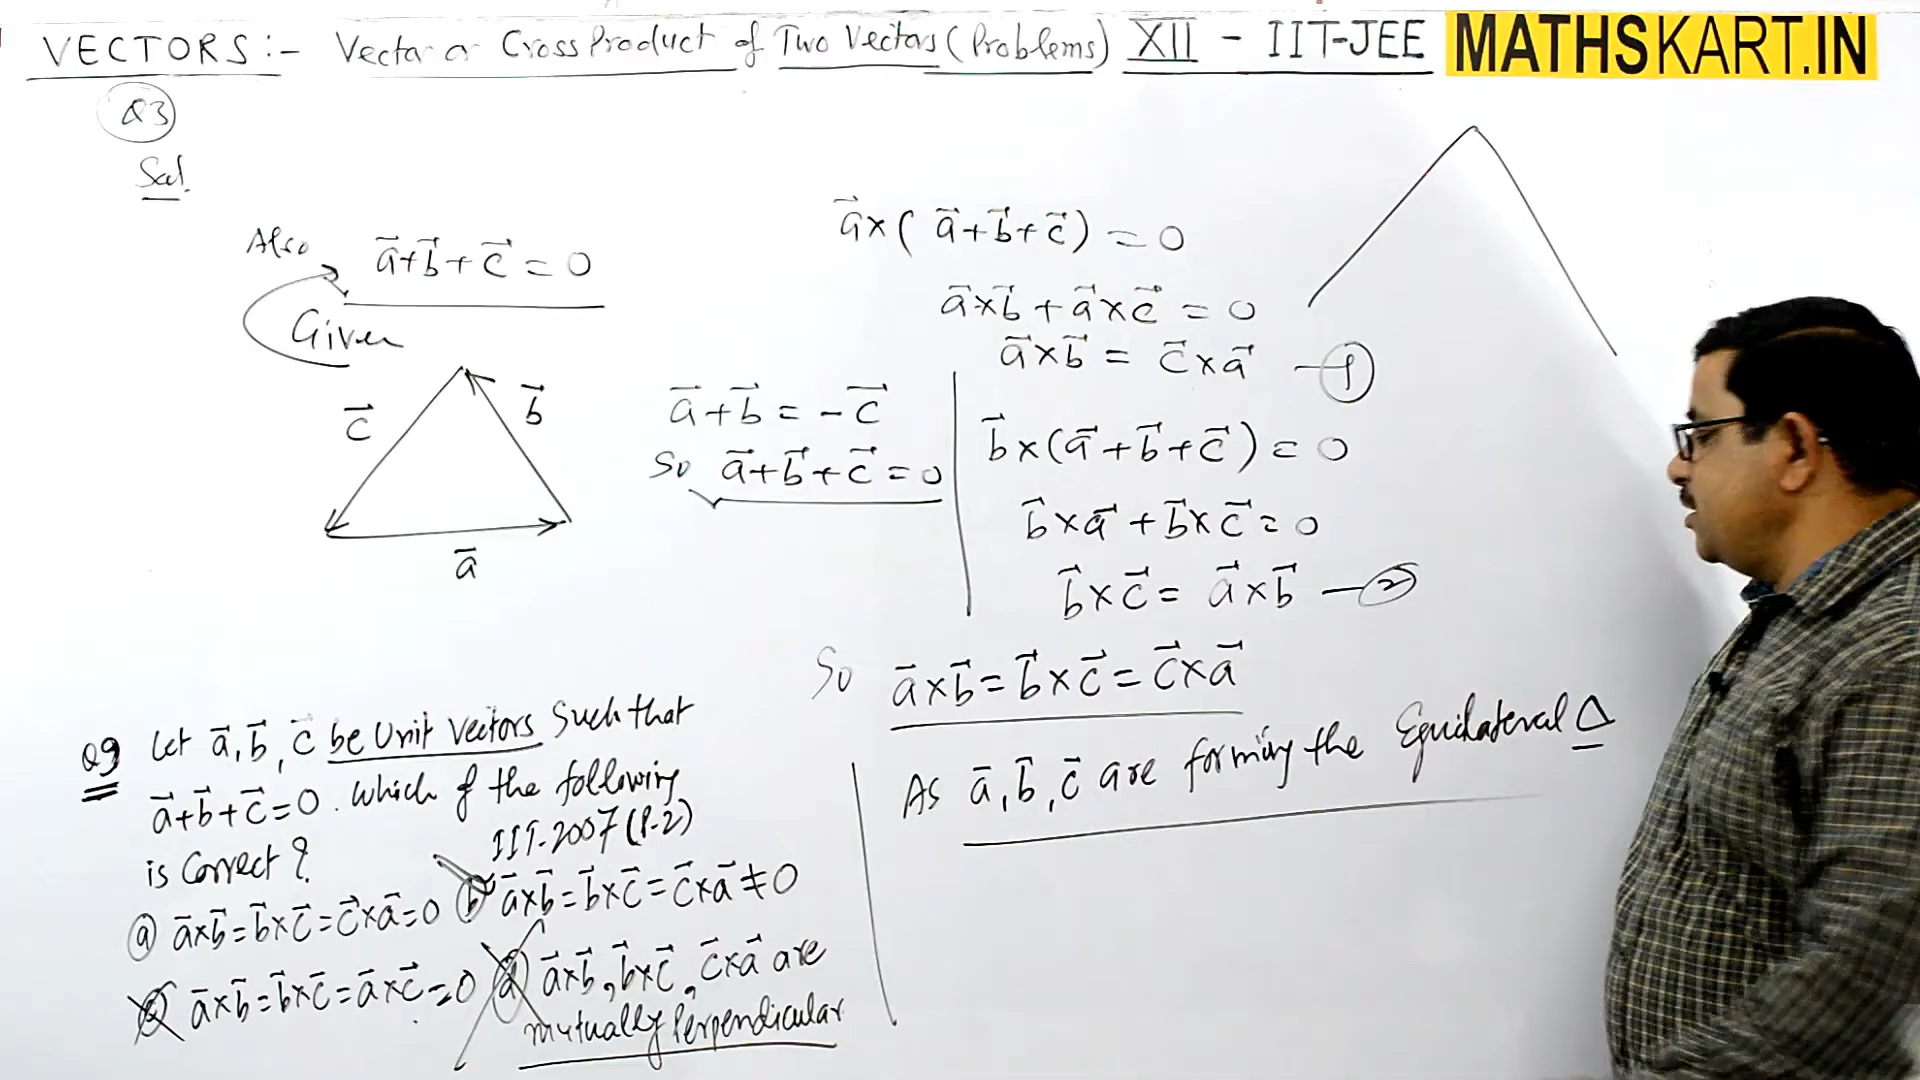 VECTORS :- Vector or Cross Product of Two Vectors (Problems) XII - IIT-JEE MATHSKART.IN
Q3
Sol.
Also a⃗+b⃗+c⃗ = 0
Given
c⃗
b⃗
a⃗
a⃗+b⃗ = -c⃗
So a⃗+b⃗+c⃗ = 0
a⃗×( a⃗+b⃗+c⃗) = 0
a⃗×b⃗ + a⃗×c⃗ = 0
a⃗×b⃗ = c⃗×a⃗ — 1
b⃗×(a⃗+b⃗+c⃗) = 0
b⃗×a⃗ + b⃗×c⃗ = 0
b⃗×c⃗ = a⃗×b⃗ — 2
So a⃗×b⃗ = b⃗×c⃗ = c⃗×a⃗
As a⃗, b⃗, c⃗ are forming the Equilateral Δ
Q9 Let a⃗, b⃗, c⃗ be Unit Vectors Such that
a⃗+b⃗+c⃗=0. Which of the following
is Correct ? IIT-2007 (P-2)
(a) a⃗×b⃗=b⃗×c⃗=c⃗×a⃗=0 (b) a⃗×b⃗=b⃗×c⃗=c⃗×a⃗≠0
(c) a⃗×b⃗=b⃗×c⃗=a⃗×c⃗=0 (d) a⃗×b⃗, b⃗×c⃗, c⃗×a⃗ are
mutually Perpendicular